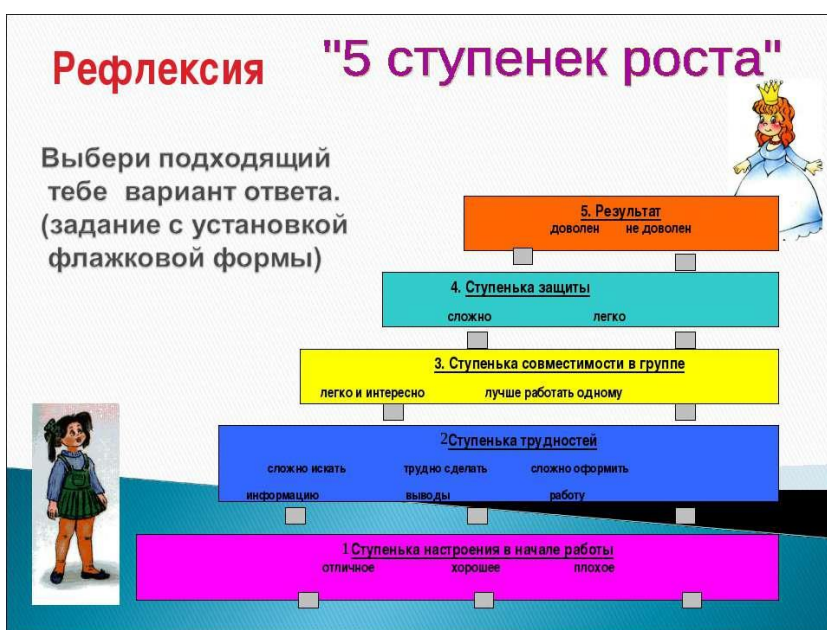 Рефлексия
"5 ступенек роста"
Выбери подходящий
тебе вариант ответа.
(задание с установкой
флажковой формы)
5. Результат
доволен не доволен
4. Ступенька защиты
сложно легко
3. Ступенька совместимости в группе
легко и интересно лучше работать одному
2Ступенька трудностей
сложно искать трудно сделать сложно оформить
информацию выводы работу
1 Ступенька настроения в начале работы
отличное хорошее плохое